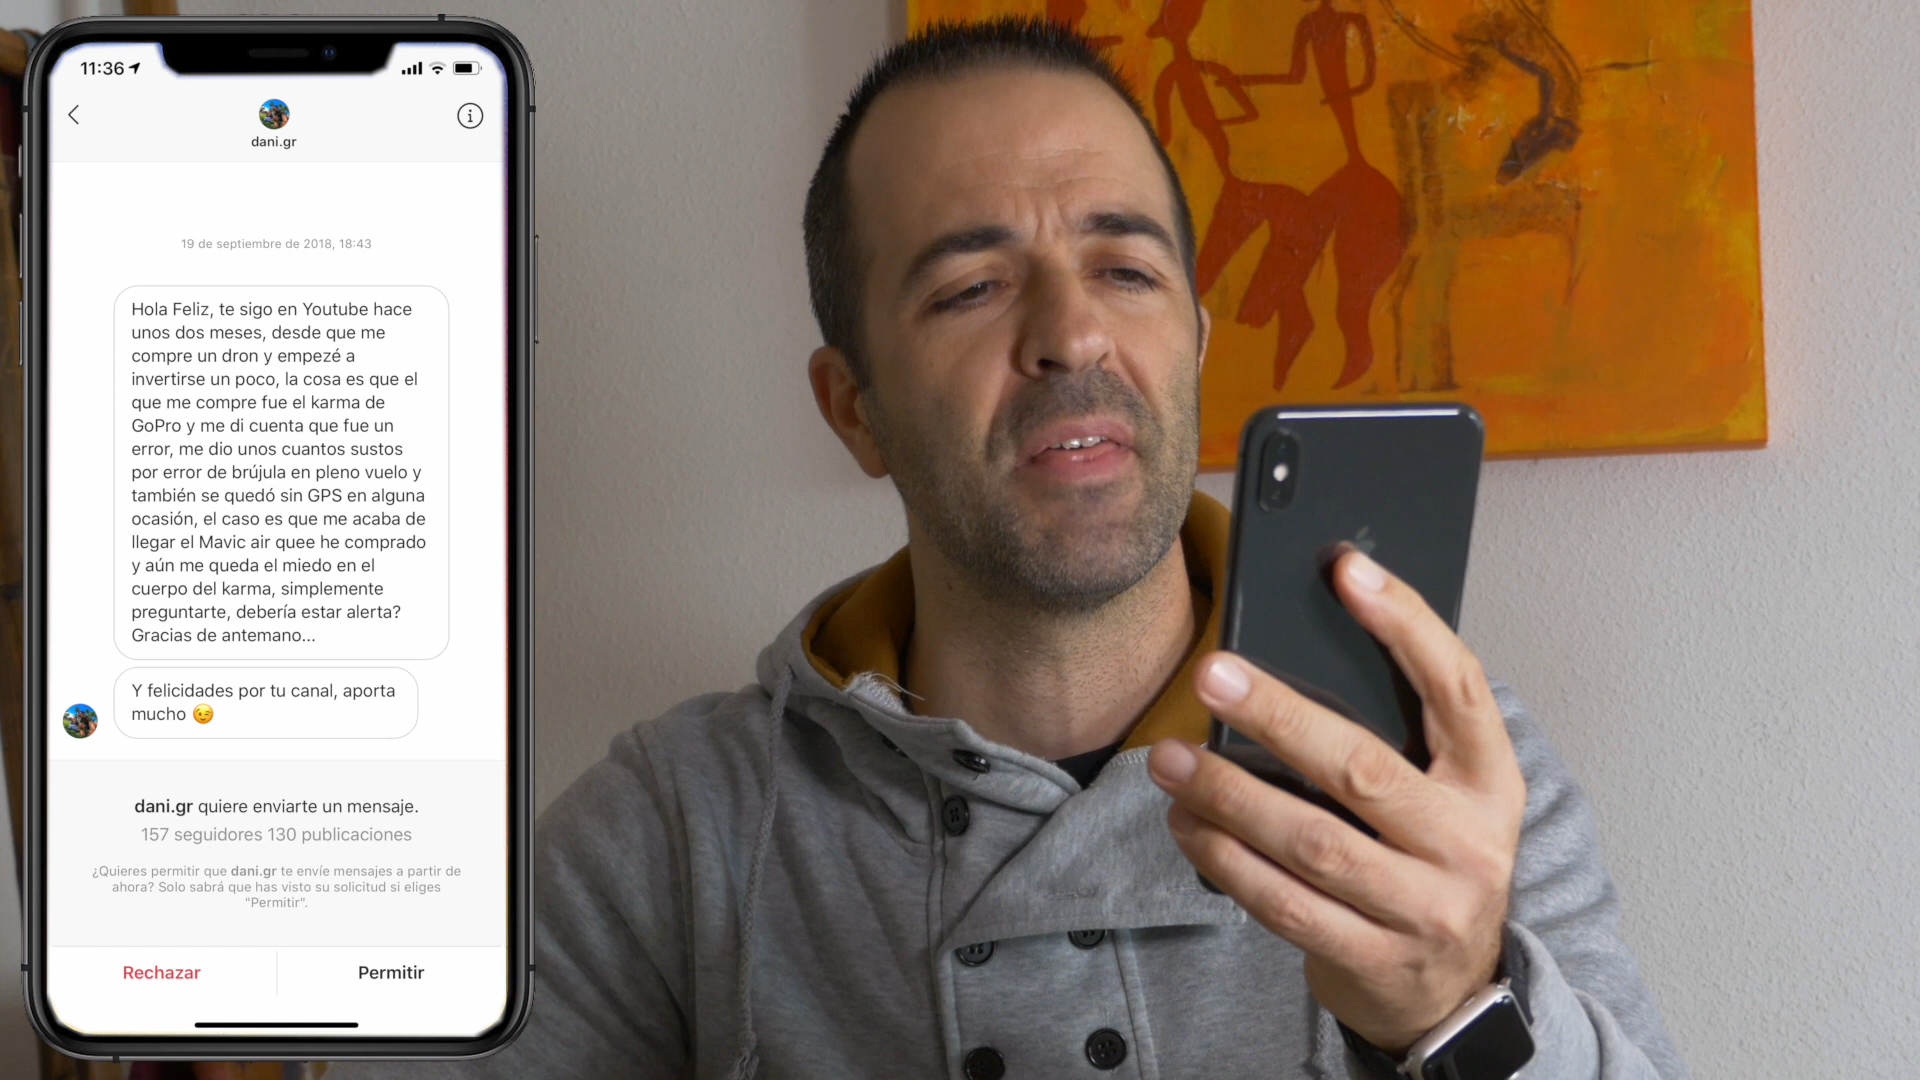 11:36
dani.gr
19 de septiembre de 2018, 18:43
Hola Feliz, te sigo en Youtube hace
unos dos meses, desde que me
compre un dron y empezé a
invertirse un poco, la cosa es que el
que me compre fue el karma de
GoPro y me di cuenta que fue un
error, me dio unos cuantos sustos
por error de brújula en pleno vuelo y
también se quedó sin GPS en alguna
ocasión, el caso es que me acaba de
llegar el Mavic air quee he comprado
y aún me queda el miedo en el
cuerpo del karma, simplemente
preguntarte, debería estar alerta?
Gracias de antemano...
Y felicidades por tu canal, aporta
mucho 😉
dani.gr quiere enviarte un mensaje.
157 seguidores 130 publicaciones
¿Quieres permitir que dani.gr te envíe mensajes a partir de
ahora? Solo sabrá que has visto su solicitud si eliges
"Permitir".
Rechazar
Permitir